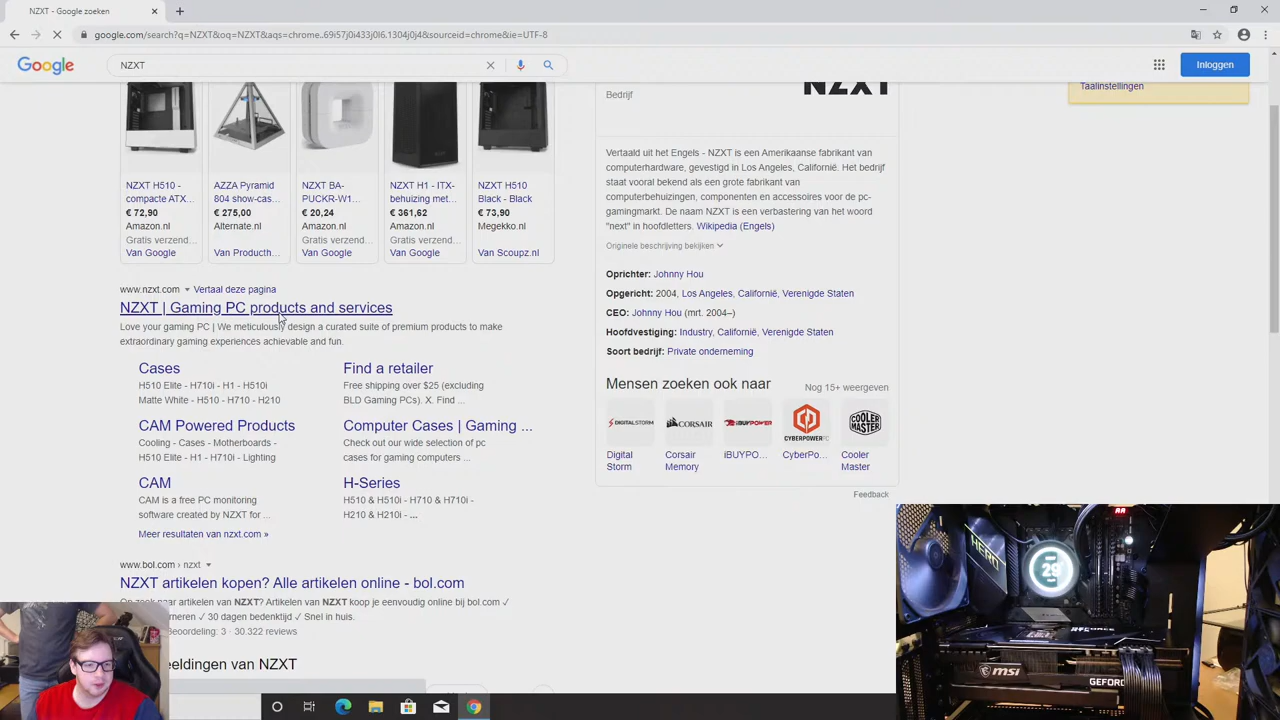 NZXT - Google zoeken
google.com/search?q=NZXT&oq=NZXT&aqs=chrome..69i57j0i433j0l6.1304j0j4&sourceid=chrome&ie=UTF-8
Google
NZXT
Inloggen
Taalinstellingen
NZXT
Bedrijf
NZXT H510 -
compacte ATX...
€ 72,90
Amazon.nl
Gratis verzend...
Van Google
AZZA Pyramid
804 show-cas...
€ 275,00
Alternate.nl
Van Producth...
NZXT BA-
PUCKR-W1...
€ 20,24
Amazon.nl
Gratis verzend...
Van Google
NZXT H1 - ITX-
behuizing met...
€ 361,62
Amazon.nl
Gratis verzend...
Van Google
NZXT H510
Black - Black
€ 73,90
Megekko.nl
Van Scoupz.nl
www.nzxt.com
Vertaal deze pagina
NZXT | Gaming PC products and services
Love your gaming PC | We meticulously design a curated suite of premium products to make
extraordinary gaming experiences achievable and fun.
Cases
H510 Elite - H710i - H1 - H510i
Matte White - H510 - H710 - H210
Find a retailer
Free shipping over $25 (excluding
BLD Gaming PCs). X. Find ...
CAM Powered Products
Cooling - Cases - Motherboards -
H510 Elite - H1 - H710i - Lighting
Computer Cases | Gaming ...
Check out our wide selection of pc
cases for gaming computers ...
CAM
CAM is a free PC monitoring
software created by NZXT for ...
H-Series
H510 & H510i - H710 & H710i -
H210 & H210i - ...
Meer resultaten van nzxt.com »
www.bol.com › nzxt
NZXT artikelen kopen? Alle artikelen online - bol.com
Op zoek naar artikelen van NZXT? Artikelen van NZXT koop je eenvoudig online bij bol.com ✓
✓ 30 dagen bedenktijd ✓ Snel in huis.
Beoordeling: 3 · 30.322 reviews
van NZXT
Vertaald uit het Engels - NZXT is een Amerikaanse fabrikant van
computerhardware, gevestigd in Los Angeles, Californië. Het bedrijf
staat vooral bekend als een grote fabrikant van
computerbehuizingen, componenten en accessoires voor de pc-
gamingmarkt. De naam NZXT is een verbastering van het woord
"next" in hoofdletters. Wikipedia (Engels)
Originele beschrijving bekijken
Oprichter: Johnny Hou
Opgericht: 2004, Los Angeles, Californië, Verenigde Staten
CEO: Johnny Hou (mrt. 2004–)
Hoofdvestiging: Industry, Californië, Verenigde Staten
Soort bedrijf: Private onderneming
Mensen zoeken ook naar
Nog 15+ weergeven
DIGITALSTORM
CORSAIR
iBUYPOWER
CYBERPOWERPC
COOLER
MASTER
Digital
Storm
Corsair
Memory
iBUYPO...
CyberPo...
Cooler
Master
Feedback
HERO
29
msi
GEFORC